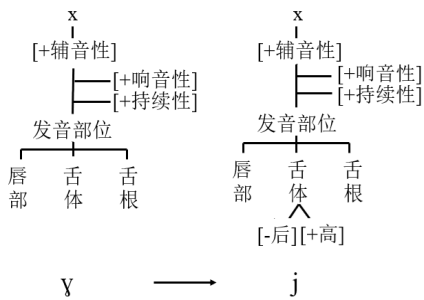 x x
[+辅音性] [+辅音性]
[+响音性] [+响音性]
[+持续性] [+持续性]
发音部位 发音部位
唇部 舌体 舌根 唇部 舌体 舌根
[-后][+高]
ɣ j